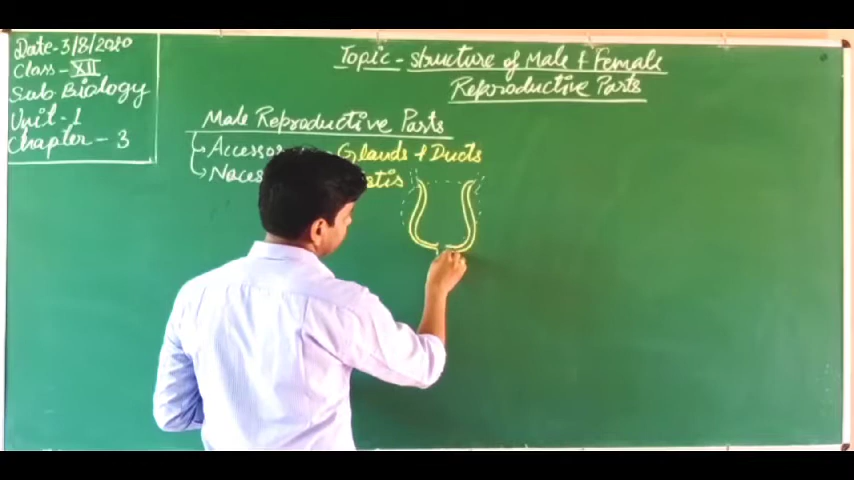 Date-3/8/2020
Class-XII
Sub-Biology
Unit-1
Chapter-3
Topic-structure of Male & Female
Reproductive Parts
Male Reproductive Parts
Glands & Ducts